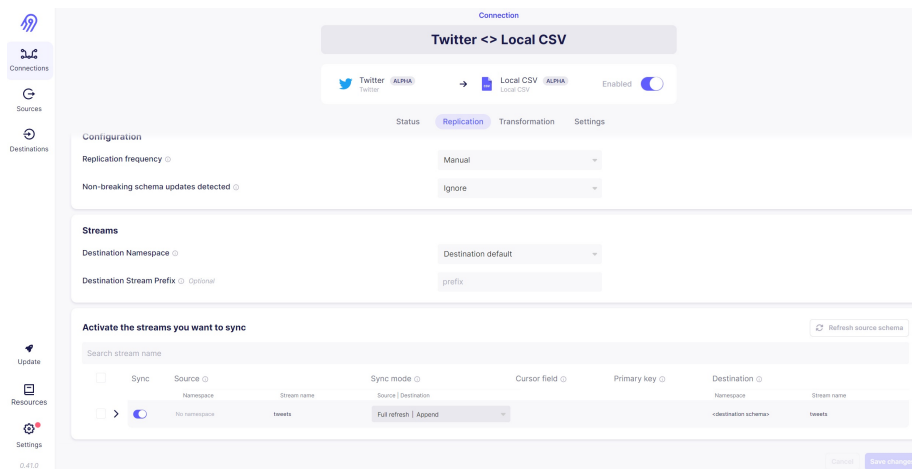 Connection
Twitter <> Local CSV
Connections
Twitter ALPHA
Twitter
Local CSV ALPHA
Local CSV
Enabled
Sources
Status Replication Transformation Settings
Destinations
Configuration
Replication frequency
Manual
Non-breaking schema updates detected
Ignore
Streams
Destination Namespace
Destination default
Destination Stream Prefix Optional
prefix
Activate the streams you want to sync
Refresh source schema
Search stream name
Update
Sync Source Sync mode Cursor field Primary key Destination
Namespace Stream name Source | Destination Namespace Stream name
Resources
No namespace tweets Full refresh | Append <destination schema> tweets
Settings
Cancel Save changes
0.41.0